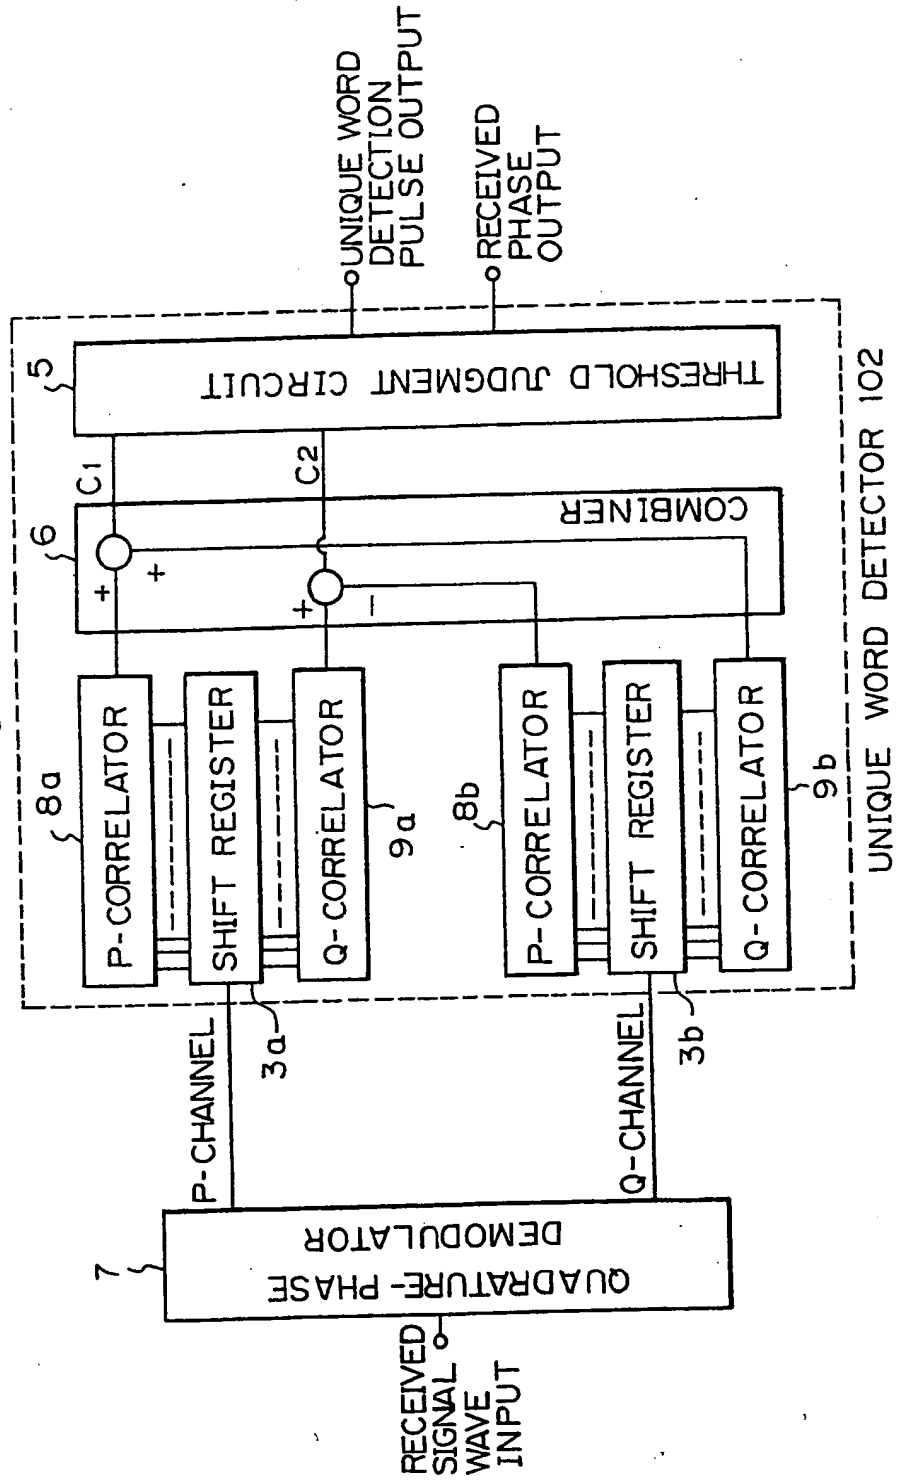 RECEIVED
SIGNAL
WAVE
INPUT
7
QUADRATURE-PHASE
DEMODULATOR
P-CHANNEL
Q-CHANNEL
3a
3b
8a
P-CORRELATOR
SHIFT REGISTER
Q-CORRELATOR
9a
8b
P-CORRELATOR
SHIFT REGISTER
Q-CORRELATOR
9b
6
+
+
+
−
COMBINER
C1
C2
5
THRESHOLD JUDGMENT CIRCUIT
UNIQUE WORD
DETECTION
PULSE OUTPUT
RECEIVED
PHASE
OUTPUT
UNIQUE WORD DETECTOR 102